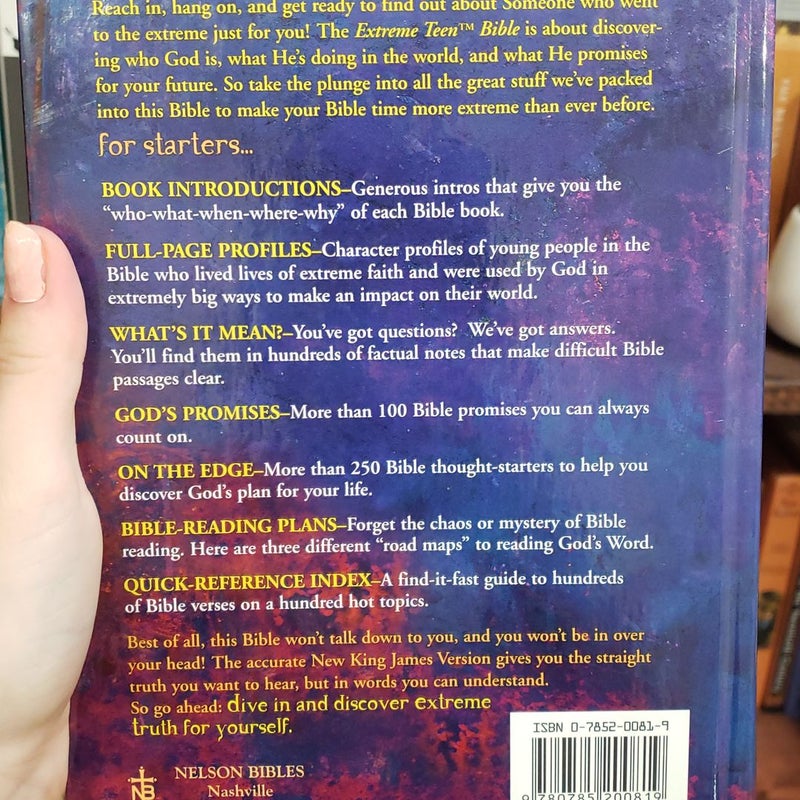 Reach in, hang on, and get ready to find out about Someone who went
to the extreme just for you! The Extreme Teen™ Bible is about discover-
ing who God is, what He's doing in the world, and what He promises
for your future. So take the plunge into all the great stuff we've packed
into this Bible to make your Bible time more extreme than ever before.
for starters...
BOOK INTRODUCTIONS–Generous intros that give you the
“who-what-when-where-why” of each Bible book.
FULL-PAGE PROFILES–Character profiles of young people in the
Bible who lived lives of extreme faith and were used by God in
extremely big ways to make an impact on their world.
WHAT'S IT MEAN?–You've got questions? We've got answers.
You'll find them in hundreds of factual notes that make difficult Bible
passages clear.
GOD'S PROMISES–More than 100 Bible promises you can always
count on.
ON THE EDGE–More than 250 Bible thought-starters to help you
discover God's plan for your life.
BIBLE-READING PLANS–Forget the chaos or mystery of Bible
reading. Here are three different “road maps” to reading God's Word.
QUICK-REFERENCE INDEX–A find-it-fast guide to hundreds
of Bible verses on a hundred hot topics.
Best of all, this Bible won't talk down to you, and you won't be in over
your head! The accurate New King James Version gives you the straight
truth you want to hear, but in words you can understand.
So go ahead: dive in and discover extreme
truth for yourself.
NB
NELSON BIBLES
Nashville
ISBN 0-7852-0081-9
9 780785 200819